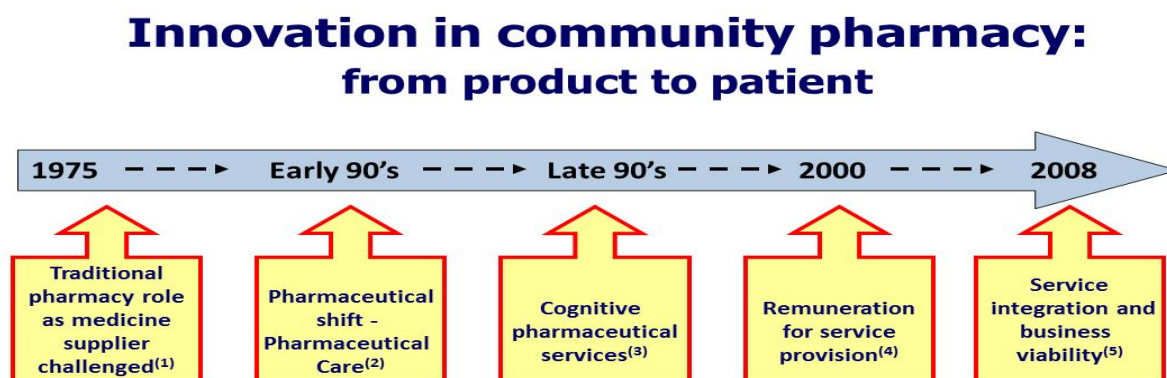 Innovation in community pharmacy:
from product to patient
1975 Early 90's Late 90's 2000 2008
Traditional
pharmacy role
as medicine
supplier
challenged(1)
Pharmaceutical
shift -
Pharmaceutical
Care(2)
Cognitive
pharmaceutical
services(3)
Remuneration
for service
provision(4)
Service
integration and
business
viability(5)